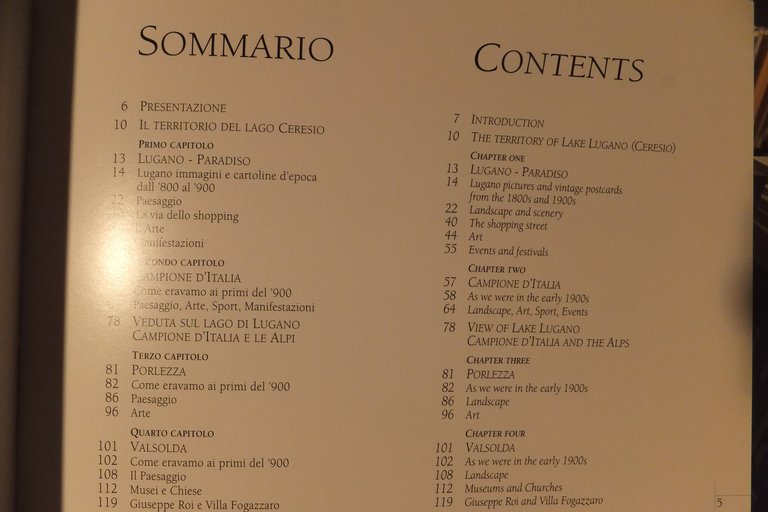 SOMMARIO
6 PRESENTAZIONE
10 IL TERRITORIO DEL LAGO CERESIO
PRIMO CAPITOLO
13 LUGANO - PARADISO
14 Lugano immagini e cartoline d'epoca
dall '800 al '900
22 Paesaggio
La via dello shopping
Arte
Manifestazioni
SECONDO CAPITOLO
CAMPIONE D'ITALIA
Come eravamo ai primi del '900
Paesaggio, Arte, Sport, Manifestazioni
78 VEDUTA SUL LAGO DI LUGANO
CAMPIONE D'ITALIA E LE ALPI
TERZO CAPITOLO
81 PORLEZZA
82 Come eravamo ai primi del '900
86 Paesaggio
96 Arte
QUARTO CAPITOLO
101 VALSOLDA
102 Come eravamo ai primi del '900
108 Il Paesaggio
112 Musei e Chiese
119 Giuseppe Roi e Villa Fogazzaro
CONTENTS
7 INTRODUCTION
10 THE TERRITORY OF LAKE LUGANO (CERESIO)
CHAPTER ONE
13 LUGANO - PARADISO
14 Lugano pictures and vintage postcards
from the 1800s and 1900s
22 Landscape and scenery
40 The shopping street
44 Art
55 Events and festivals
CHAPTER TWO
57 CAMPIONE D'ITALIA
58 As we were in the early 1900s
64 Landscape, Art, Sport, Events
78 VIEW OF LAKE LUGANO
CAMPIONE D'ITALIA AND THE ALPS
CHAPTER THREE
81 PORLEZZA
82 As we were in the early 1900s
86 Landscape
96 Art
CHAPTER FOUR
101 VALSOLDA
102 As we were in the early 1900s
108 Landscape
112 Museums and Churches
119 Giuseppe Roi and Villa Fogazzaro
5